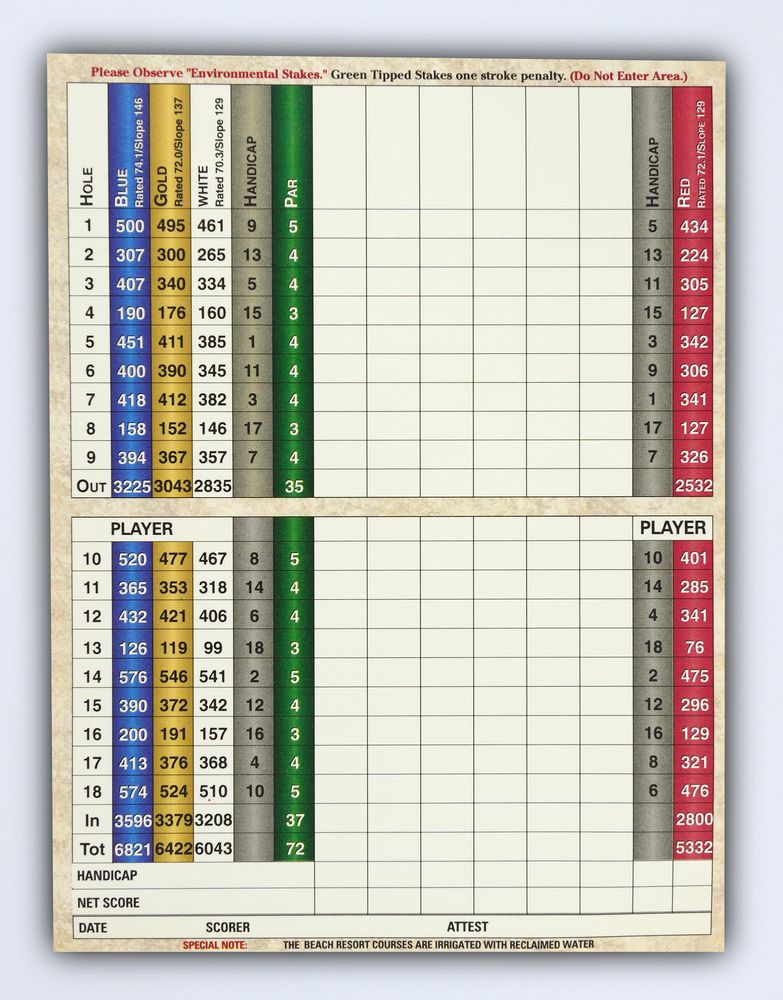 Please Observe "Environmental Stakes." Green Tipped Stakes one stroke penalty. (Do Not Enter Area.)
HOLE BLUE Rated 74.1/Slope 146 GOLD Rated 72.0/Slope 137 WHITE Rated 70.3/Slope 129 HANDICAP PAR HANDICAP RED RATED 72.1/SLOPE 129
1 500 495 461 9 5 5 434
2 307 300 265 13 4 13 224
3 407 340 334 5 4 11 305
4 190 176 160 15 3 15 127
5 451 411 385 1 4 3 342
6 400 390 345 11 4 9 306
7 418 412 382 3 4 1 341
8 158 152 146 17 3 17 127
9 394 367 357 7 4 7 326
OUT 3225 3043 2835 35 2532
PLAYER PLAYER
10 520 477 467 8 5 10 401
11 365 353 318 14 4 14 285
12 432 421 406 6 4 4 341
13 126 119 99 18 3 18 76
14 576 546 541 2 5 2 475
15 390 372 342 12 4 12 296
16 200 191 157 16 3 16 129
17 413 376 368 4 4 8 321
18 574 524 510 10 5 6 476
In 3596 3379 3208 37 2800
Tot 6821 6422 6043 72 5332
HANDICAP
NET SCORE
DATE SCORER ATTEST
SPECIAL NOTE: THE BEACH RESORT COURSES ARE IRRIGATED WITH RECLAIMED WATER